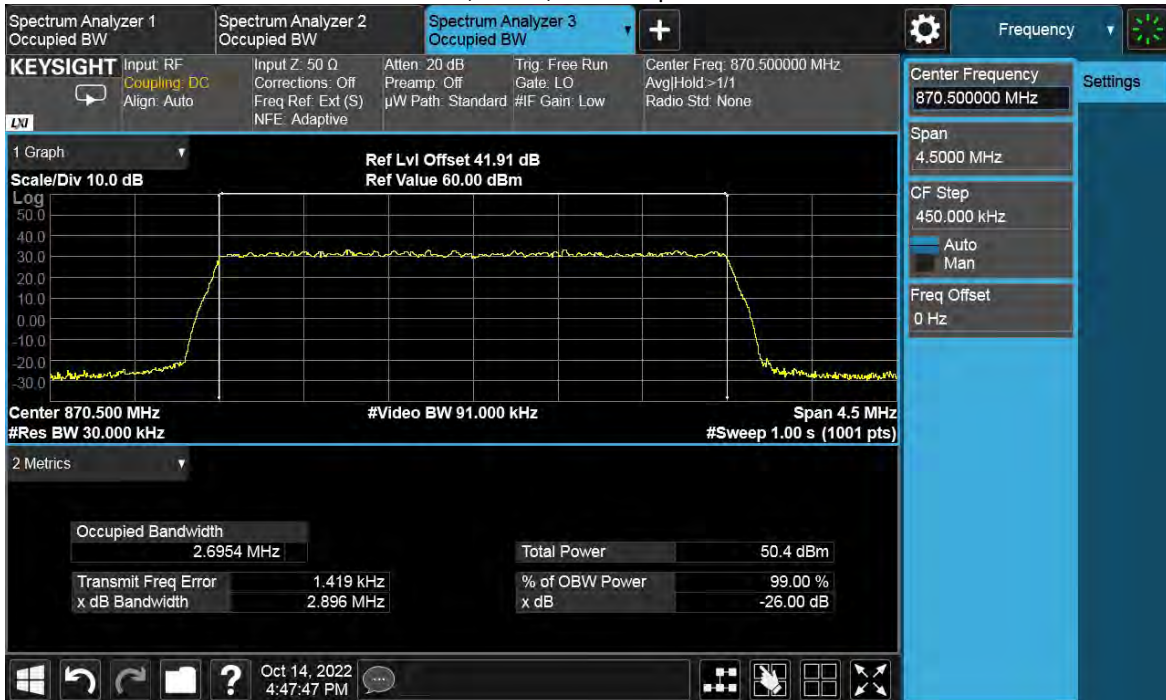 Spectrum Analyzer 1
Occupied BW
Spectrum Analyzer 2
Occupied BW
Spectrum Analyzer 3
Occupied BW
Frequency
KEYSIGHT
LXI
Input: RF
Coupling: DC
Align: Auto
Input Z: 50 Ω
Corrections: Off
Freq Ref: Ext (S)
NFE: Adaptive
Atten: 20 dB
Preamp: Off
µW Path: Standard
Trig: Free Run
Gate: LO
#IF Gain: Low
Center Freq: 870.500000 MHz
Avg|Hold:>1/1
Radio Std: None
Center Frequency
870.500000 MHz
Settings
Span
4.5000 MHz
CF Step
450.000 kHz
Auto
Man
Freq Offset
0 Hz
1 Graph
Scale/Div 10.0 dB
Ref Lvl Offset 41.91 dB
Ref Value 60.00 dBm
Log
50.0
40.0
30.0
20.0
10.0
0.00
-10.0
-20.0
-30.0
Center 870.500 MHz
#Res BW 30.000 kHz
#Video BW 91.000 kHz
Span 4.5 MHz
#Sweep 1.00 s (1001 pts)
2 Metrics
Occupied Bandwidth
2.6954 MHz
Total Power 50.4 dBm
Transmit Freq Error 1.419 kHz
% of OBW Power 99.00 %
x dB Bandwidth 2.896 MHz
x dB -26.00 dB
?
Oct 14, 2022
4:47:47 PM